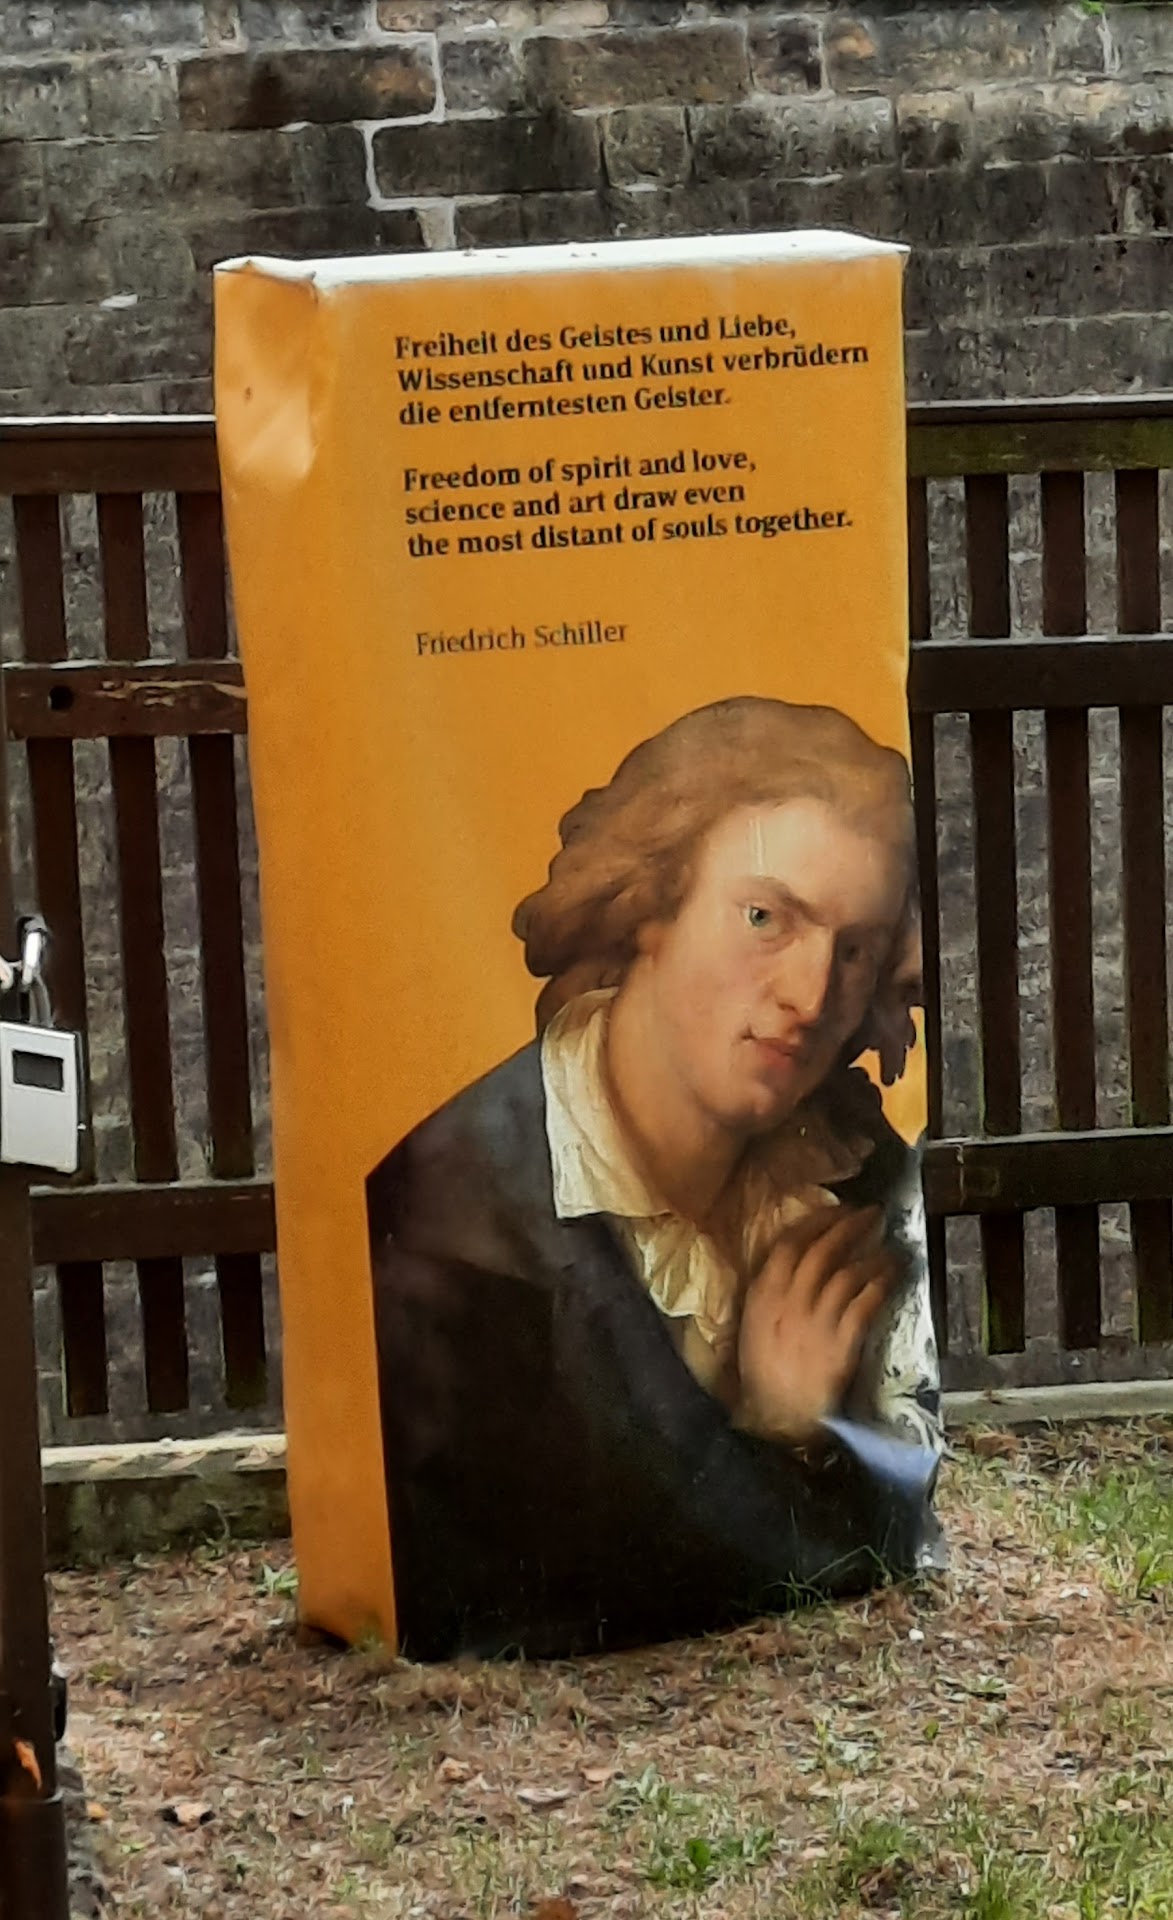 Freiheit des Geistes und Liebe,
Wissenschaft und Kunst verbrüdern
die entferntesten Geister.
Freedom of spirit and love,
science and art draw even
the most distant of souls together.
Friedrich Schiller